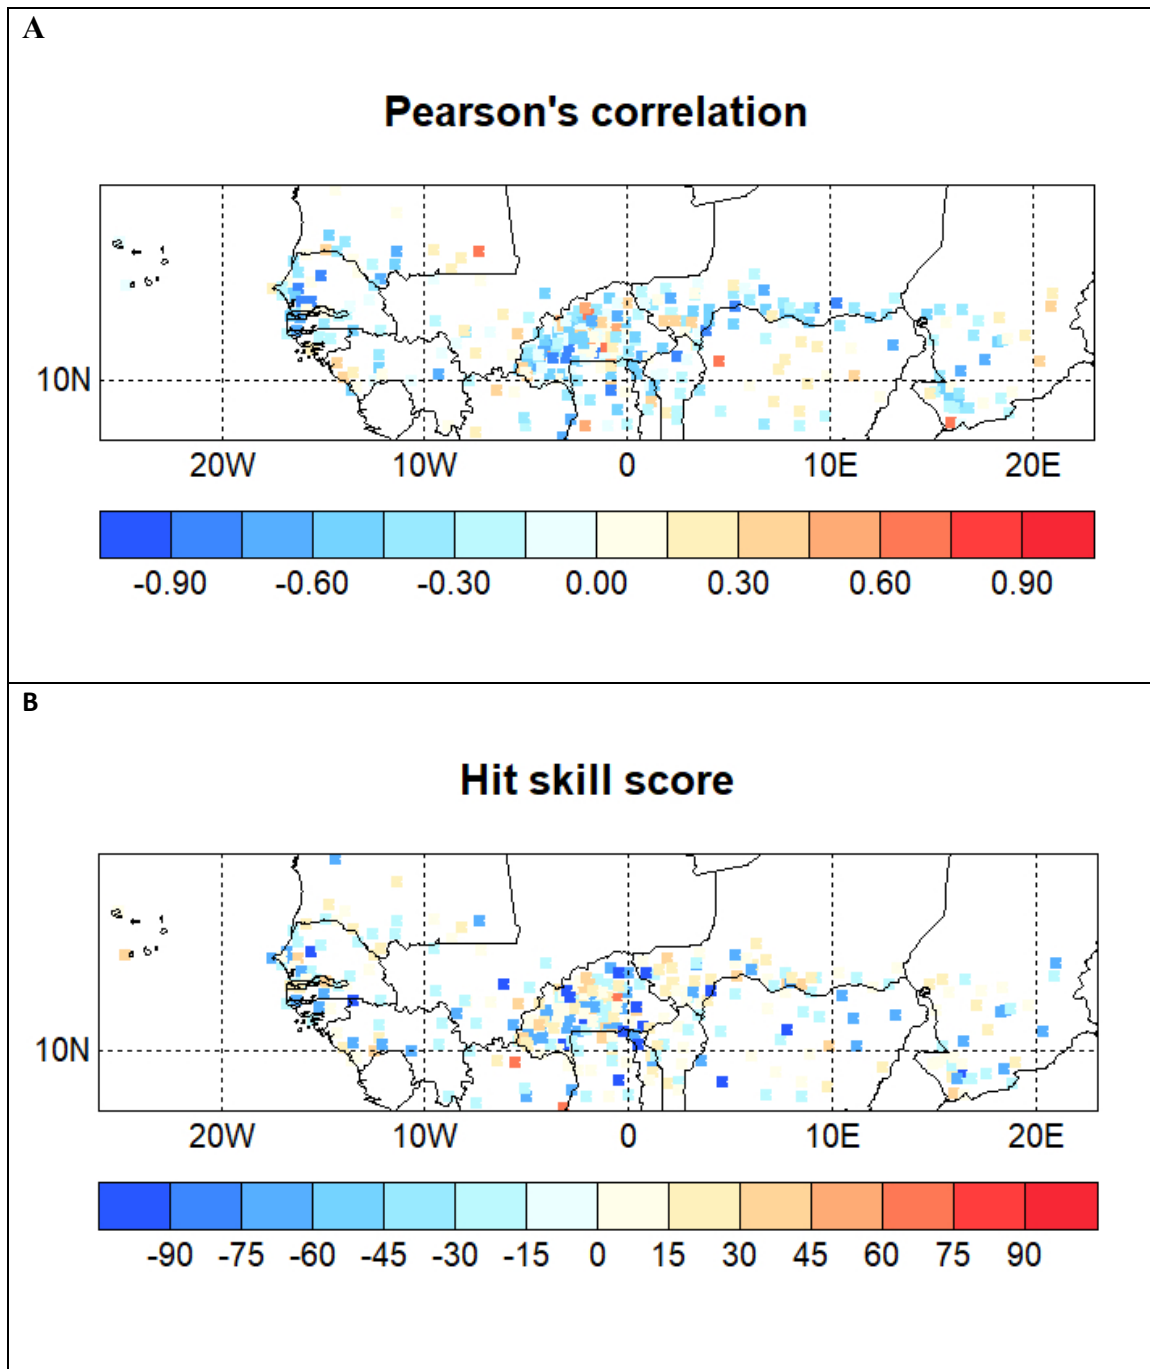 A
Pearson's correlation
10N
20W 10W 0 10E 20E
-0.90 -0.60 -0.30 0.00 0.30 0.60 0.90
B
Hit skill score
10N
20W 10W 0 10E 20E
-90 -75 -60 -45 -30 -15 0 15 30 45 60 75 90